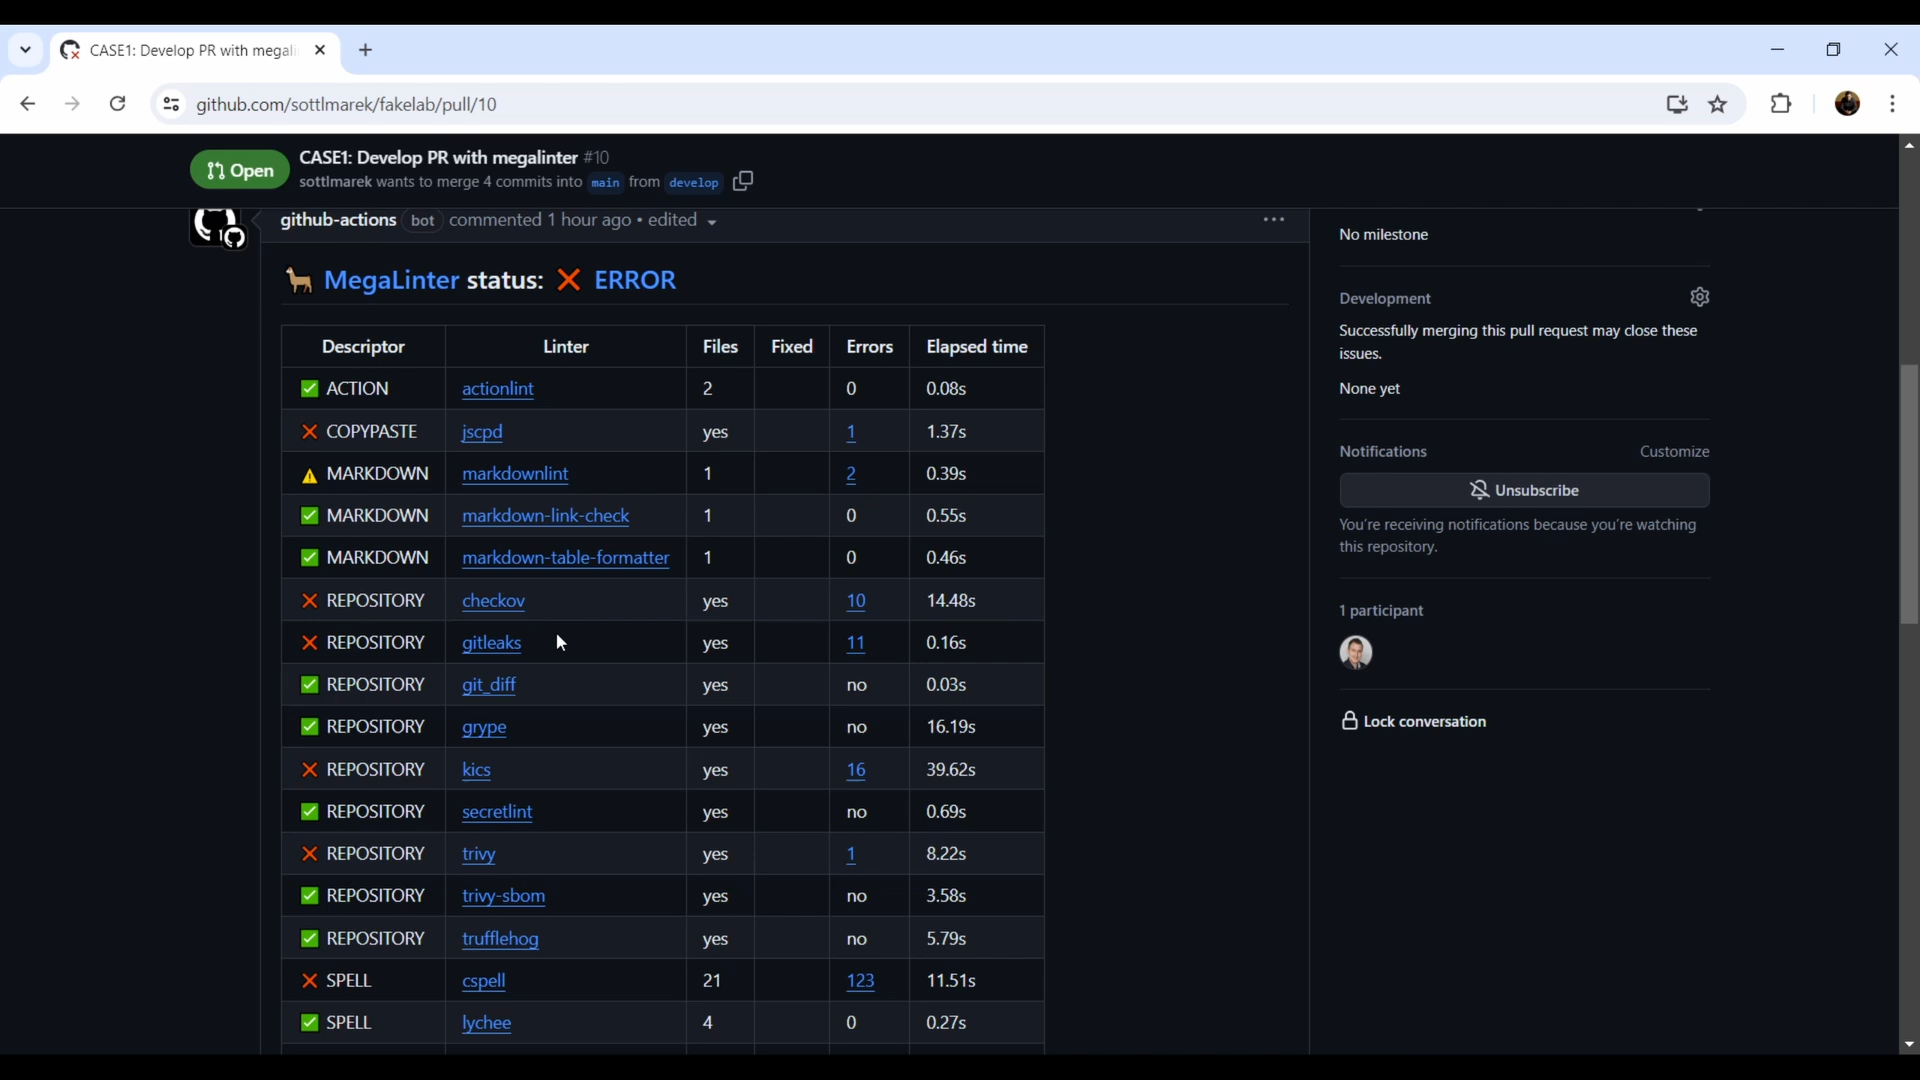 CASE1: Develop PR with megali
github.com/sottlmarek/fakelab/pull/10
Open
CASE1: Develop PR with megalinter #10
sottlmarek wants to merge 4 commits into main from develop
github-actions bot commented 1 hour ago • edited
MegaLinter status: ❌ ERROR
Descriptor Linter Files Fixed Errors Elapsed time
✅ ACTION actionlint 2 0 0.08s
❌ COPYPASTE jscpd yes 1 1.37s
⚠️ MARKDOWN markdownlint 1 2 0.39s
✅ MARKDOWN markdown-link-check 1 0 0.55s
✅ MARKDOWN markdown-table-formatter 1 0 0.46s
❌ REPOSITORY checkov yes 10 14.48s
❌ REPOSITORY gitleaks yes 11 0.16s
✅ REPOSITORY git_diff yes no 0.03s
✅ REPOSITORY grype yes no 16.19s
❌ REPOSITORY kics yes 16 39.62s
✅ REPOSITORY secretlint yes no 0.69s
❌ REPOSITORY trivy yes 1 8.22s
✅ REPOSITORY trivy-sbom yes no 3.58s
✅ REPOSITORY trufflehog yes no 5.79s
❌ SPELL cspell 21 123 11.51s
✅ SPELL lychee 4 0 0.27s
No milestone
Development
Successfully merging this pull request may close these
issues.
None yet
Notifications Customize
Unsubscribe
You're receiving notifications because you're watching
this repository.
1 participant
Lock conversation